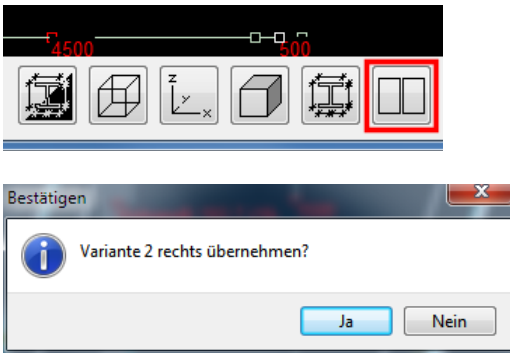 4500
500
z
y
x
Bestätigen
x
Variante 2 rechts übernehmen?
Ja
Nein